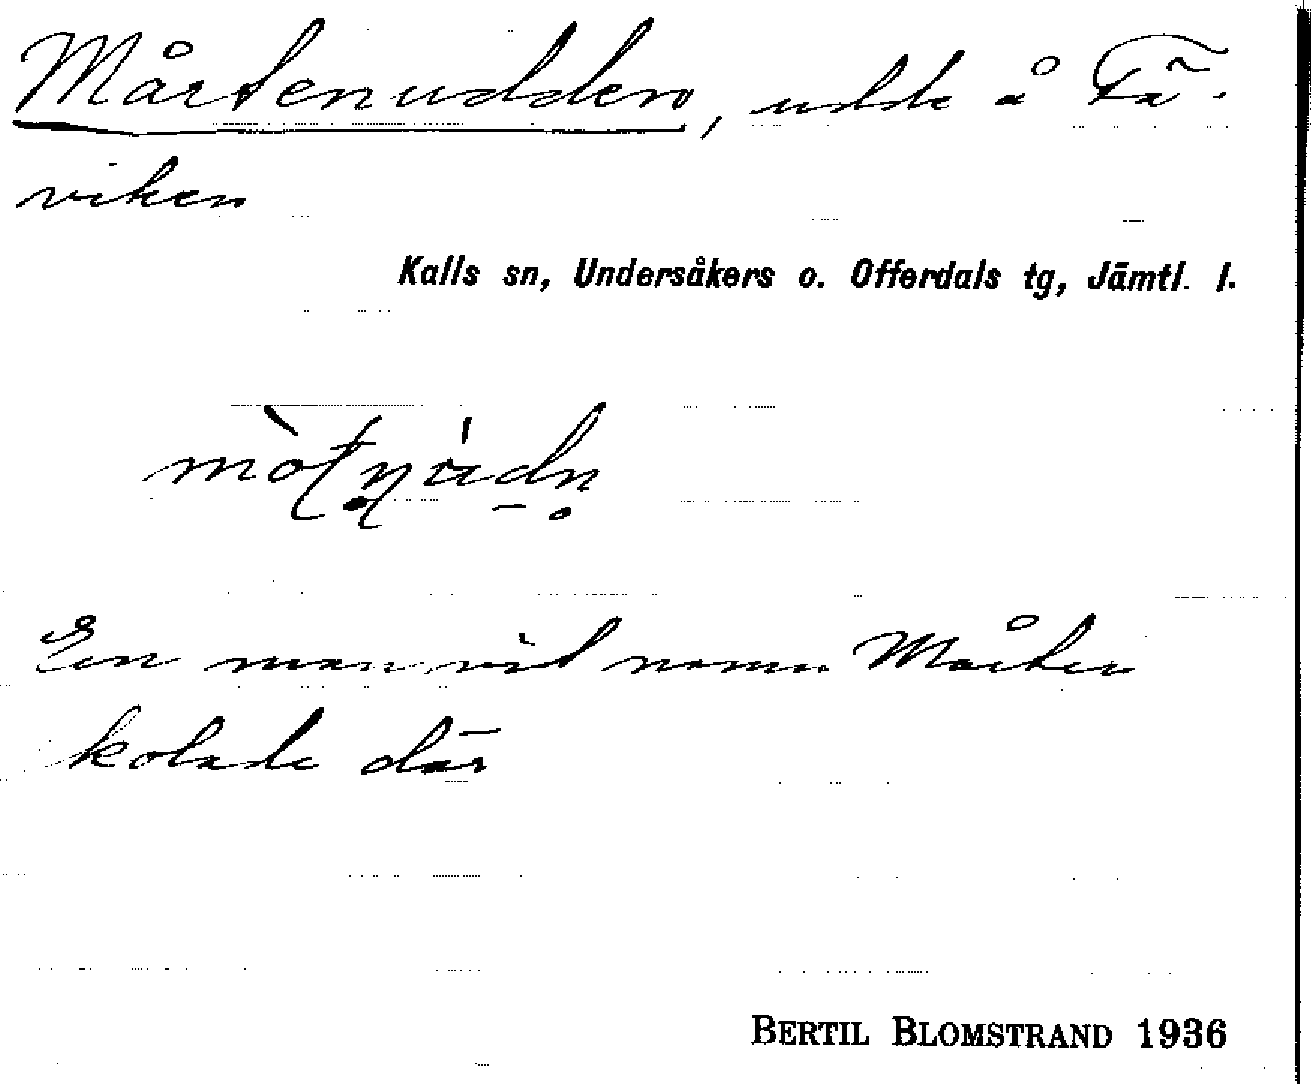 Mårtenudden, udde å Fä-
viken
Kalls sn, Undersåkers o. Offerdals tg, Jämtl. l.
En man vid namn Mårten
kolade där
BERTIL BLOMSTRAND 1936